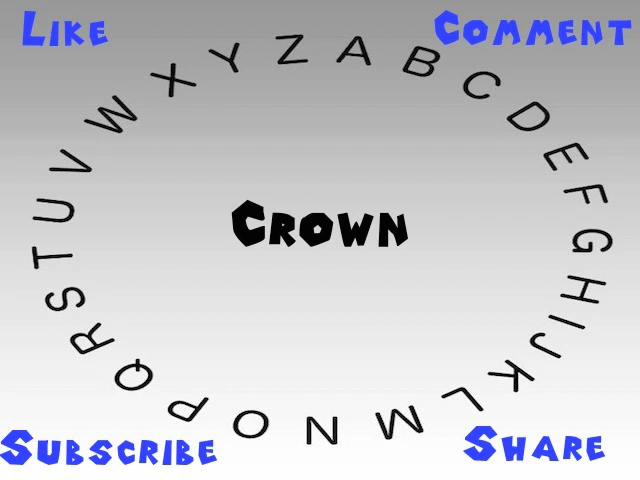 Like
Comment
A B C D E F G H I J K L M N O P Q R S T U V W X Y Z
Crown
Subscribe
Share